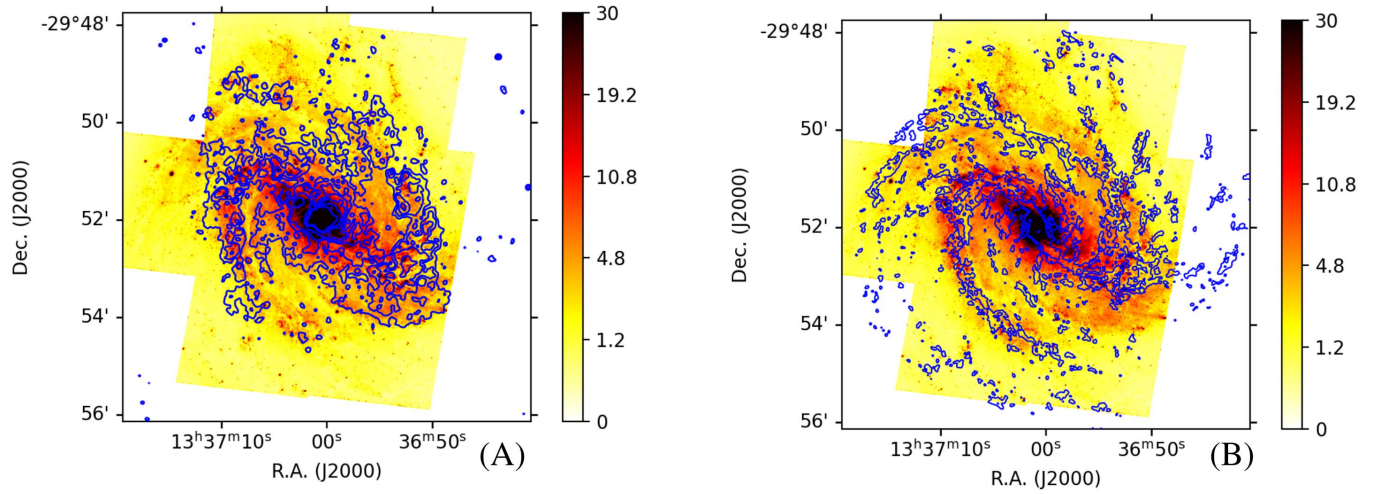 -29°48'
50'
52'
54'
56'
Dec. (J2000)
13ʰ37ᵐ10ˢ
00ˢ
36ᵐ50ˢ
R.A. (J2000)
30
19.2
10.8
4.8
1.2
0
(A)
-29°48'
50'
52'
54'
56'
Dec. (J2000)
13ʰ37ᵐ10ˢ
00ˢ
36ᵐ50ˢ
R.A. (J2000)
30
19.2
10.8
4.8
1.2
0
(B)